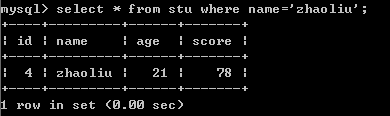 mysql> select * from stu where name='zhaoliu';
+----+---------+------+-------+
| id | name    | age  | score |
+----+---------+------+-------+
|  4 | zhaoliu |   21 |    78 |
+----+---------+------+-------+
1 row in set (0.00 sec)